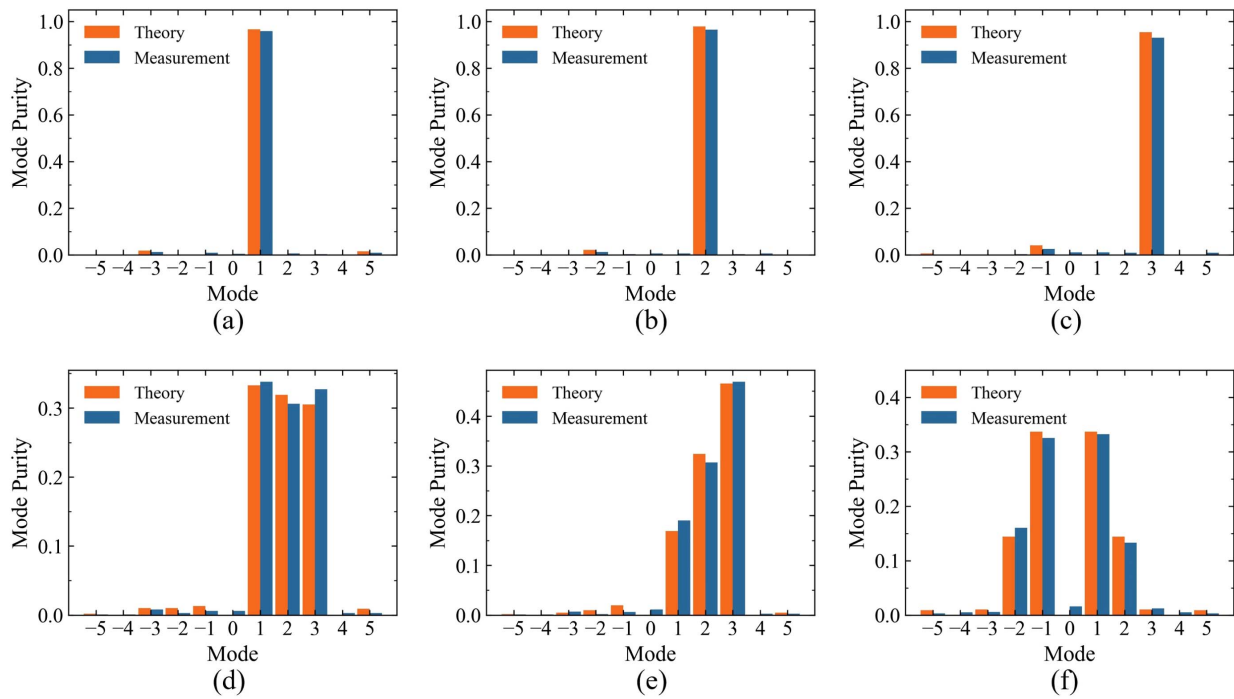 1.0
0.8
0.6
0.4
0.2
0.0
Mode Purity
Theory
Measurement
−5 −4 −3 −2 −1 0 1 2 3 4 5
Mode
(a)
1.0
0.8
0.6
0.4
0.2
0.0
Mode Purity
Theory
Measurement
−5 −4 −3 −2 −1 0 1 2 3 4 5
Mode
(b)
1.0
0.8
0.6
0.4
0.2
0.0
Mode Purity
Theory
Measurement
−5 −4 −3 −2 −1 0 1 2 3 4 5
Mode
(c)
0.3
0.2
0.1
0.0
Mode Purity
Theory
Measurement
−5 −4 −3 −2 −1 0 1 2 3 4 5
Mode
(d)
0.4
0.3
0.2
0.1
0.0
Mode Purity
Theory
Measurement
−5 −4 −3 −2 −1 0 1 2 3 4 5
Mode
(e)
0.4
0.3
0.2
0.1
0.0
Mode Purity
Theory
Measurement
−5 −4 −3 −2 −1 0 1 2 3 4 5
Mode
(f)